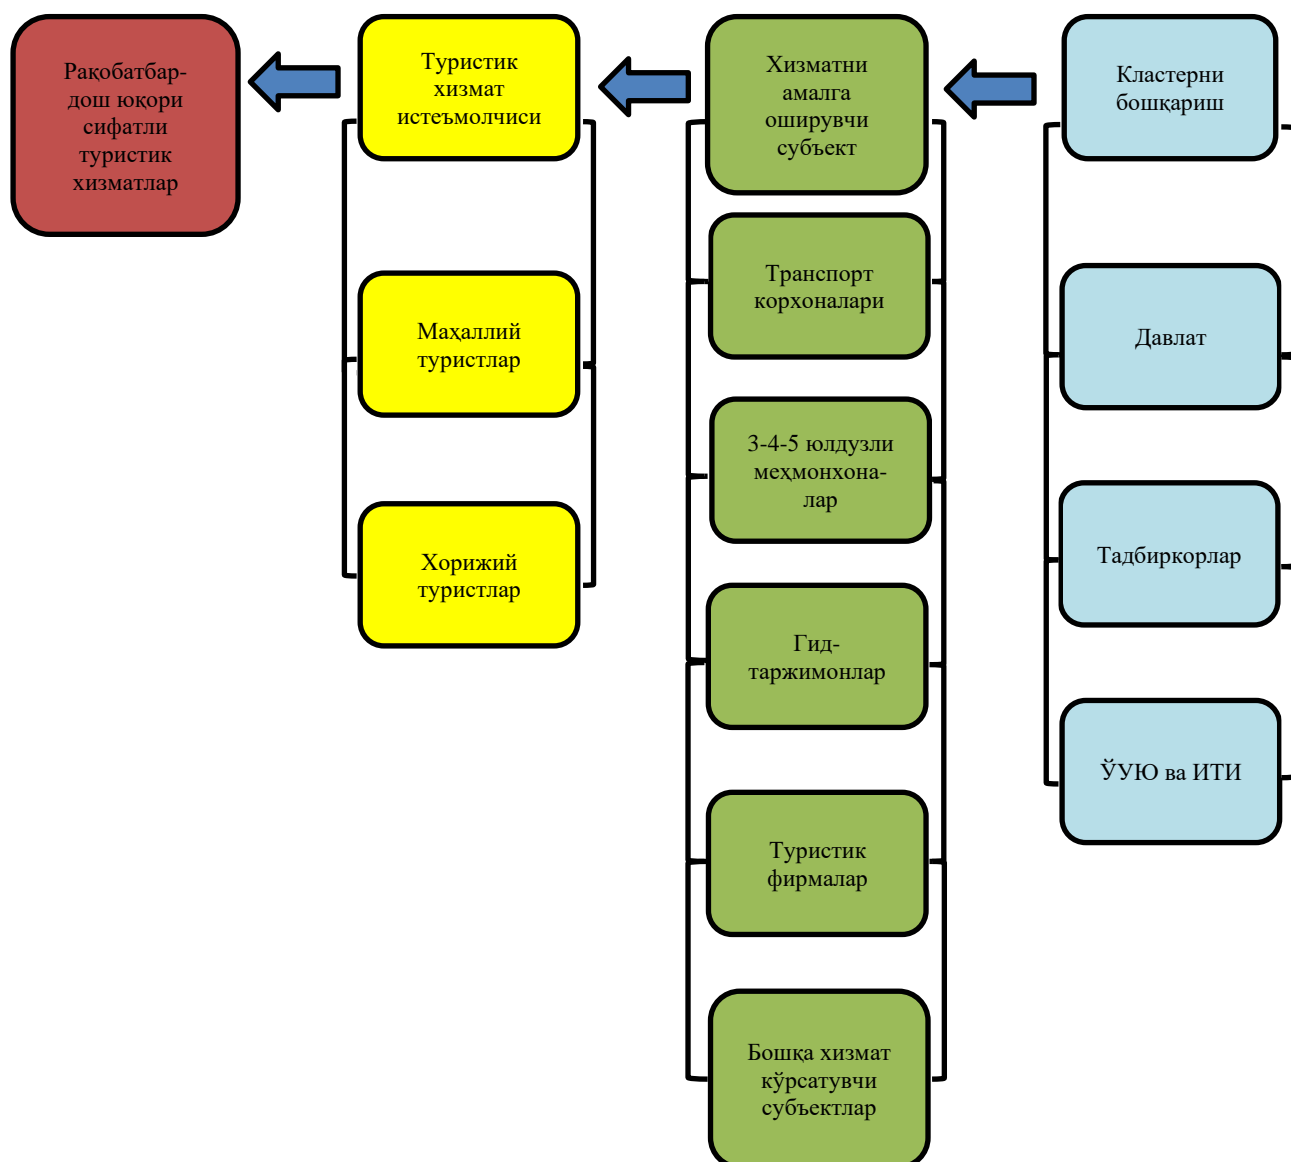 Рақобатбар-
дош юқори
сифатли
туристик
хизматлар
Туристик
хизмат
истеъмолчиси
Маҳаллий
туристлар
Хорижий
туристлар
Хизматни
амалга
оширувчи
субъект
Транспорт
корхоналари
3-4-5 юлдузли
меҳмонхона-
лар
Гид-
таржимонлар
Туристик
фирмалар
Бошқа хизмат
кўрсатувчи
субъектлар
Кластерни
бошқариш
Давлат
Тадбиркорлар
ЎУЮ ва ИТИ